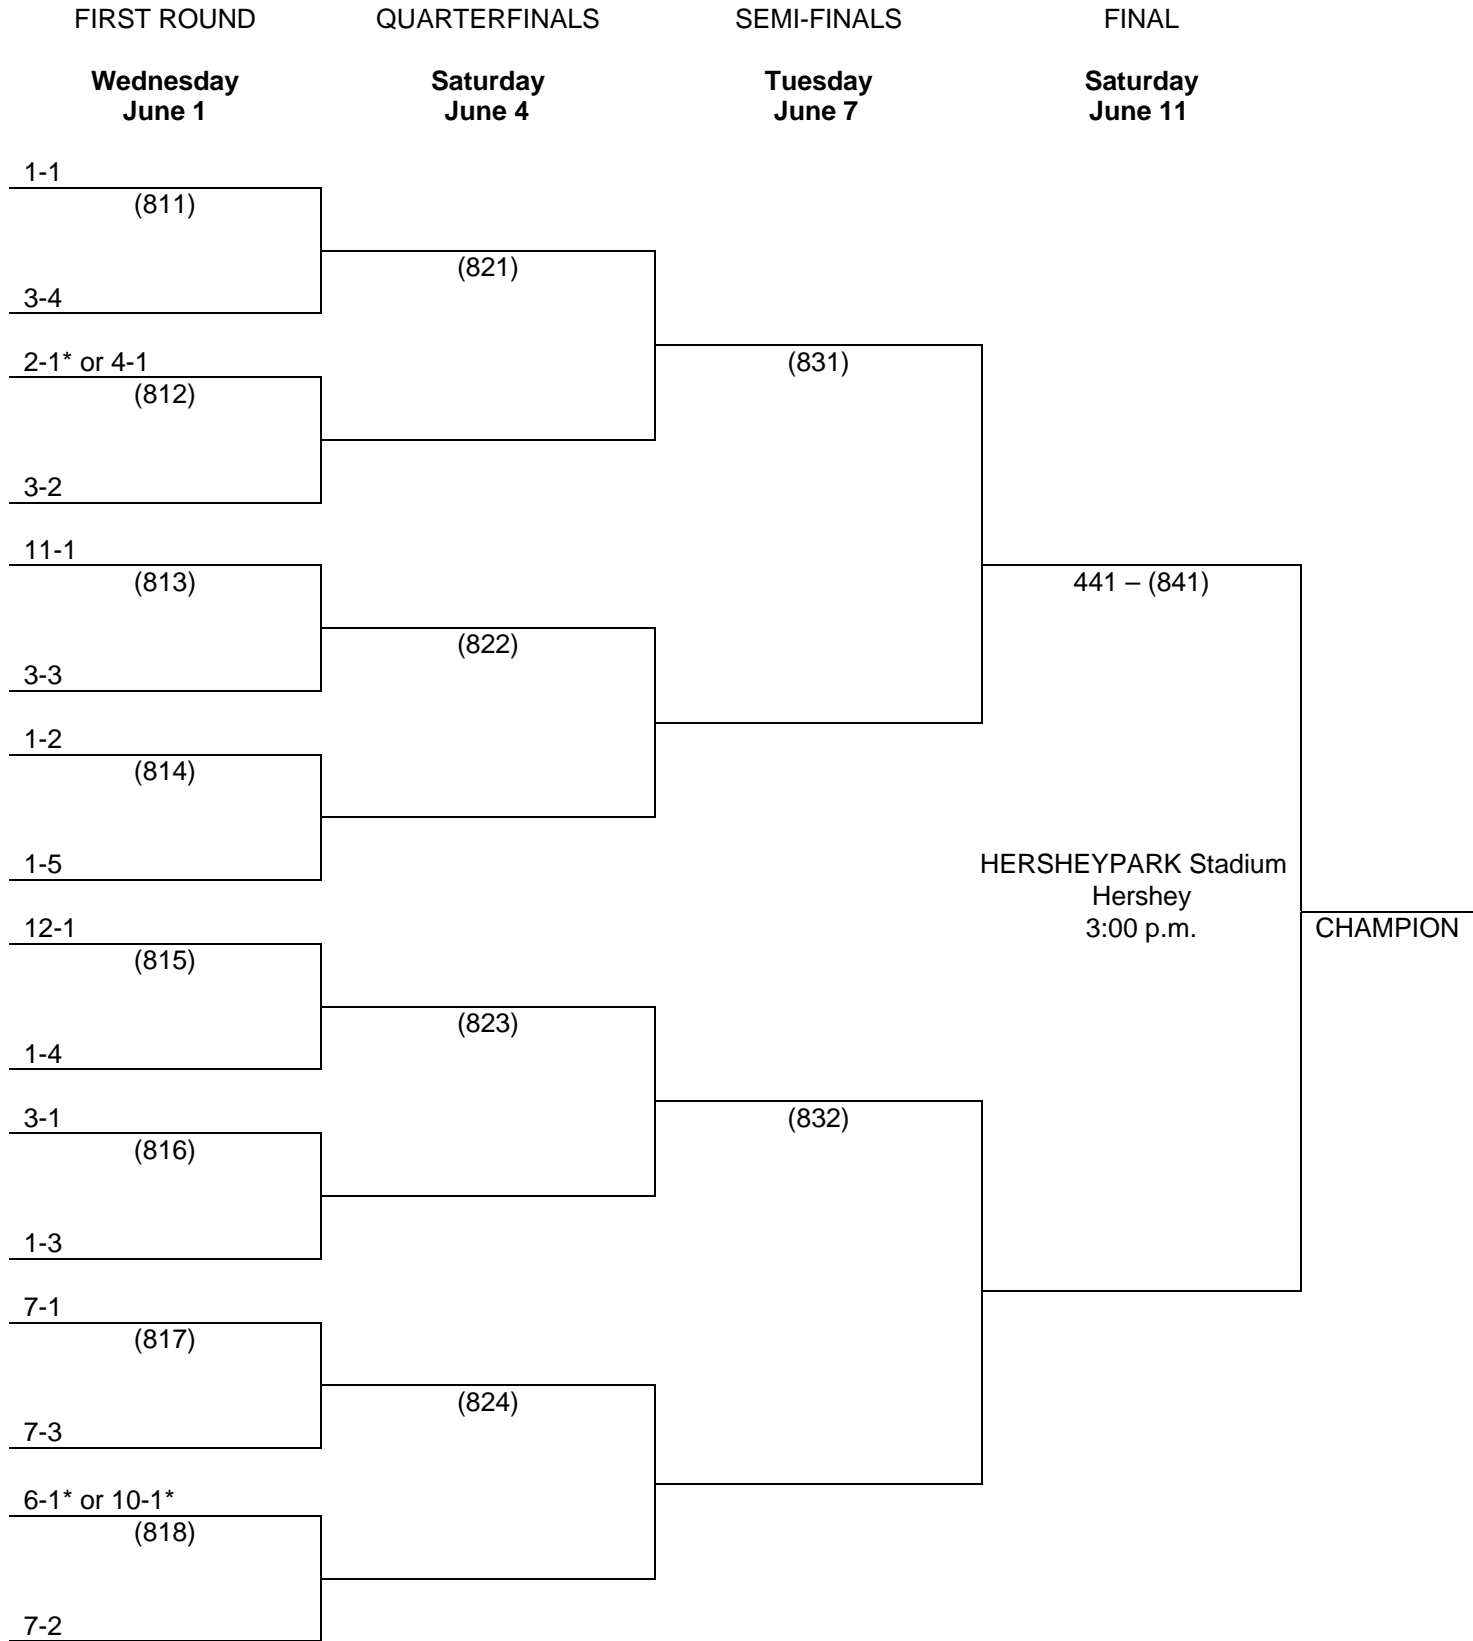 FIRST ROUND
QUARTERFINALS
SEMI-FINALS
FINAL
Wednesday
June 1
Saturday
June 4
Tuesday
June 7
Saturday
June 11
1-1
(811)
3-4
2-1* or 4-1
(812)
3-2
11-1
(813)
3-3
1-2
(814)
1-5
12-1
(815)
1-4
3-1
(816)
1-3
7-1
(817)
7-3
6-1* or 10-1*
(818)
7-2
(821)
(822)
(823)
(824)
(831)
(832)
441 – (841)
HERSHEYPARK Stadium
Hershey
3:00 p.m.
CHAMPION